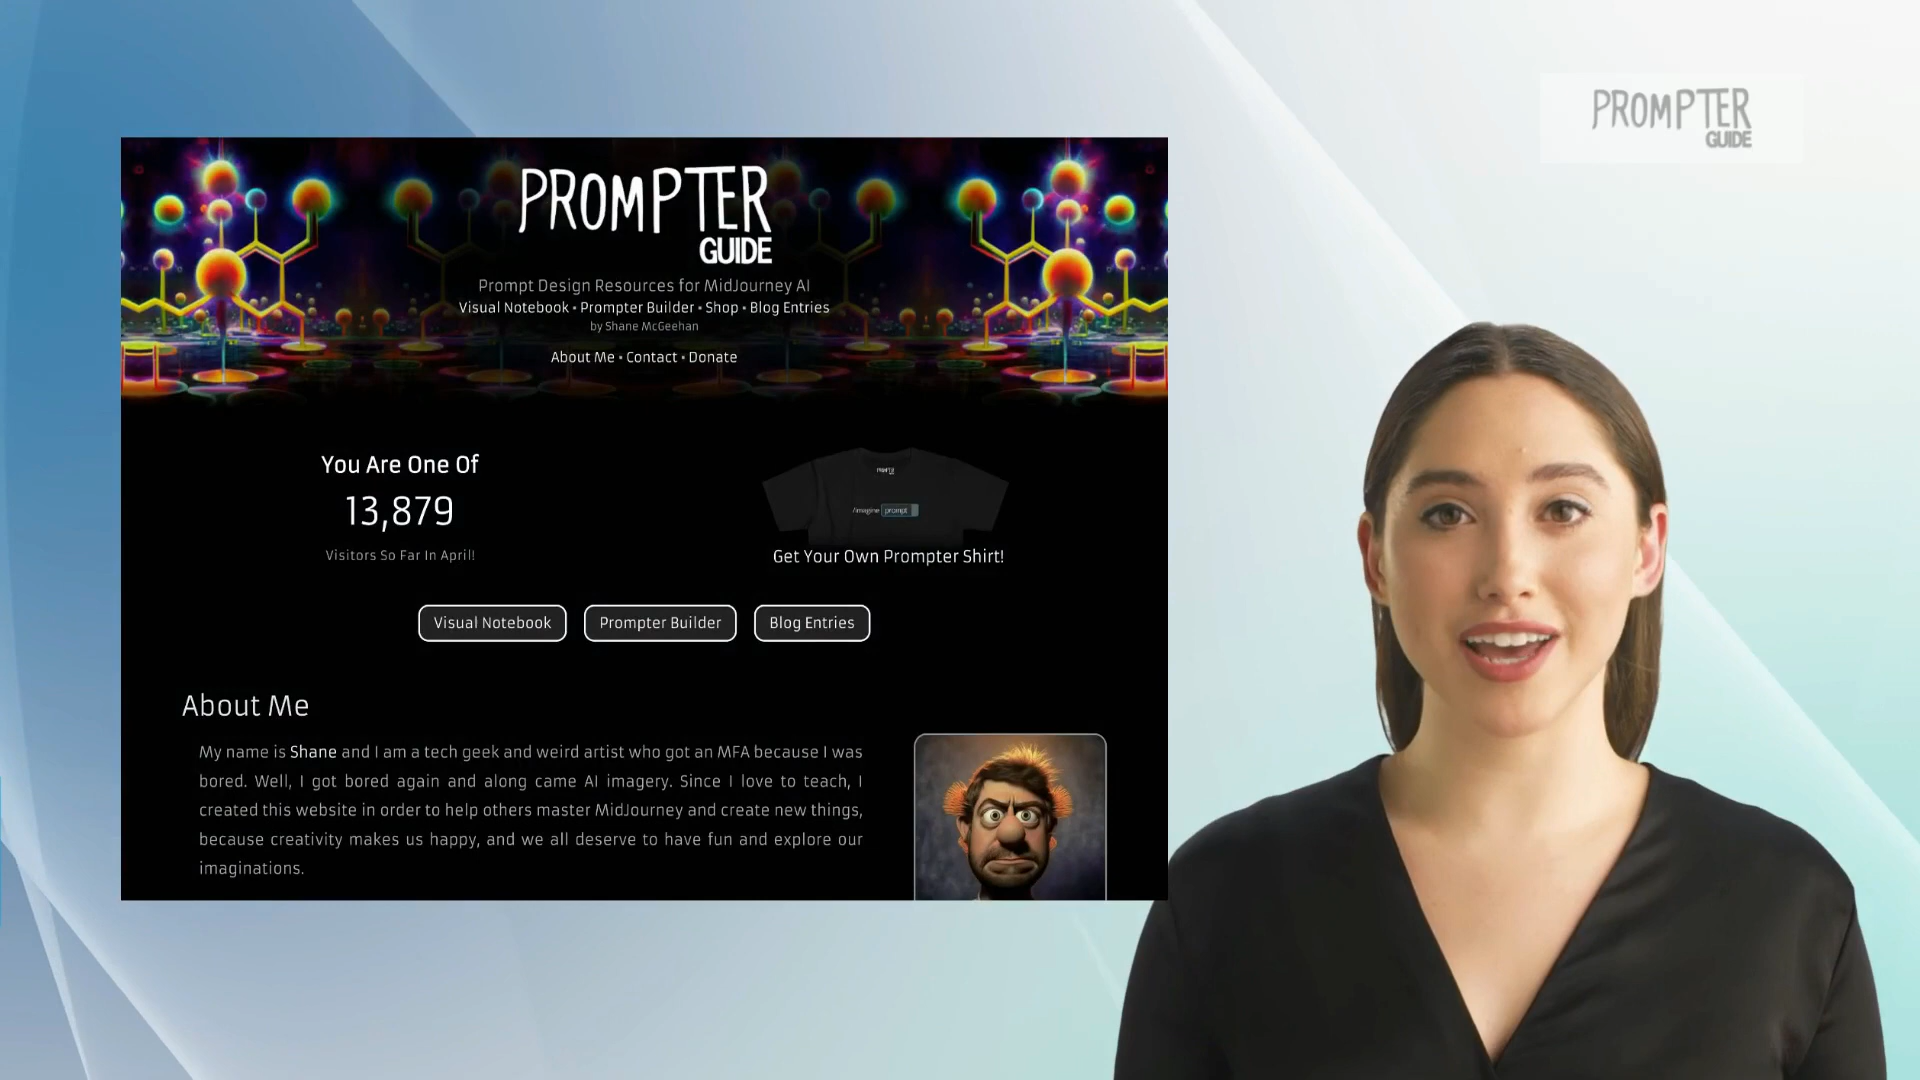 PROMPTER
GUIDE
PROMPTER
GUIDE
Prompt Design Resources for MidJourney AI
Visual Notebook • Prompter Builder • Shop • Blog Entries
by Shane McGeehan
About Me • Contact • Donate
You Are One Of
13,879
Visitors So Far In April!
/imagine prompt
Get Your Own Prompter Shirt!
Visual Notebook
Prompter Builder
Blog Entries
About Me
My name is Shane and I am a tech geek and weird artist who got an MFA because I was
bored. Well, I got bored again and along came AI imagery. Since I love to teach, I
created this website in order to help others master MidJourney and create new things,
because creativity makes us happy, and we all deserve to have fun and explore our
imaginations.